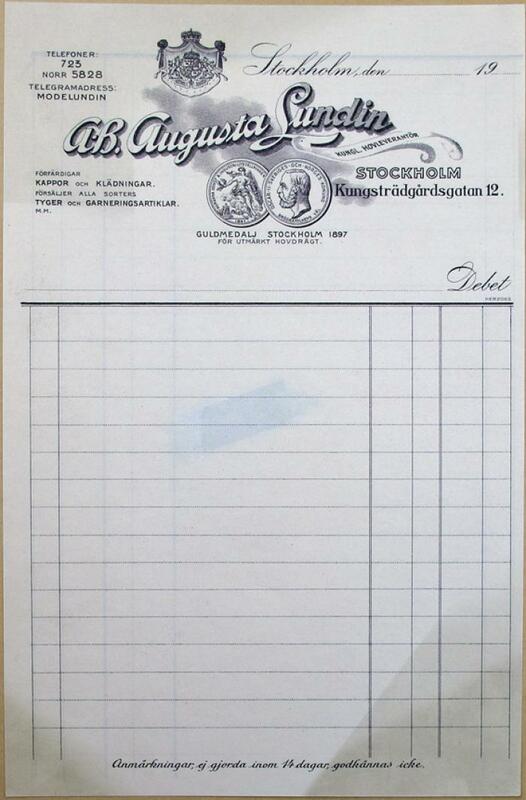 TELEFONER:
723
NORR 5828
TELEGRAMADRESS:
MODELUNDIN
Stockholm, den 19
A.B. Augusta Lundin
KUNGL. HOVLEVERANTÖR
STOCKHOLM
Kungsträdgårdsgatan 12.
FÖRFÄRDIGAR
KAPPOR OCH KLÄDNINGAR.
FÖRSÄLJER ALLA SORTERS
TYGER OCH GARNERINGSARTIKLAR.
M.M.
GULDMEDALJ STOCKHOLM 1897
FÖR UTMÄRKT HOVDRÄGT.
Debet
HERZOGS
Anmärkningar, ej gjorda inom 14 dagar, godkännas icke.